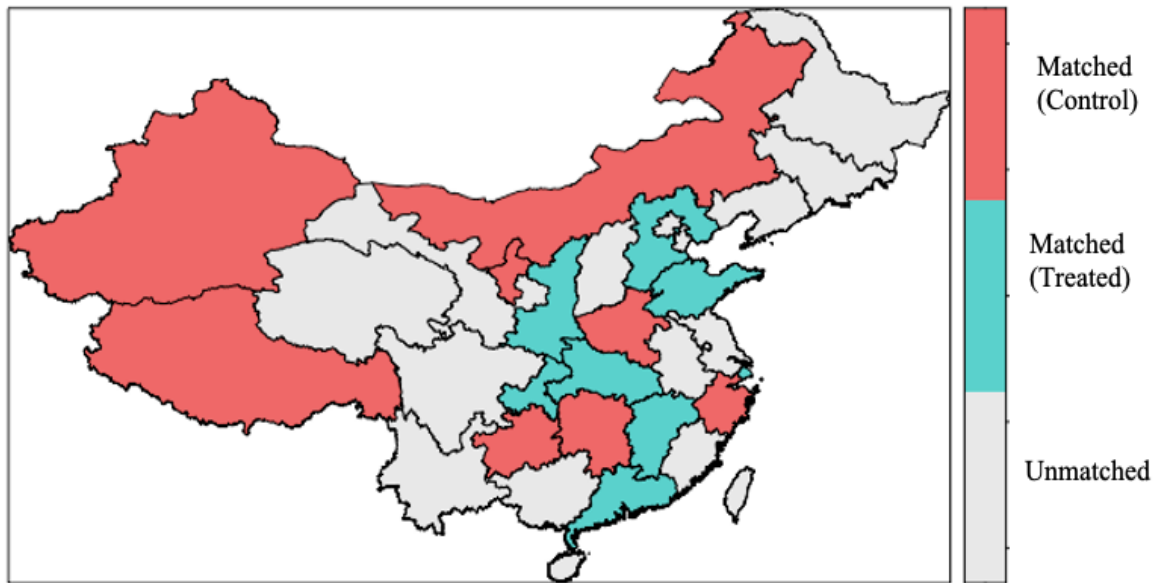 Matched
(Control)
Matched
(Treated)
Unmatched